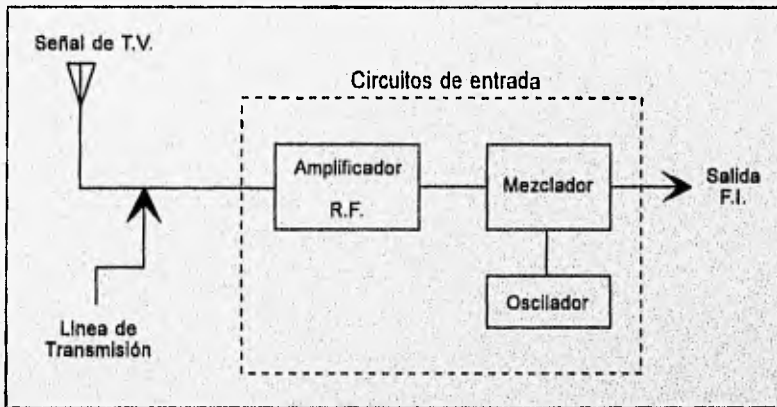 Señal de T.V.
Circuitos de entrada
Amplificador
R.F.
Mezclador
Salida
F.I.
Oscilador
Linea de
Transmisión